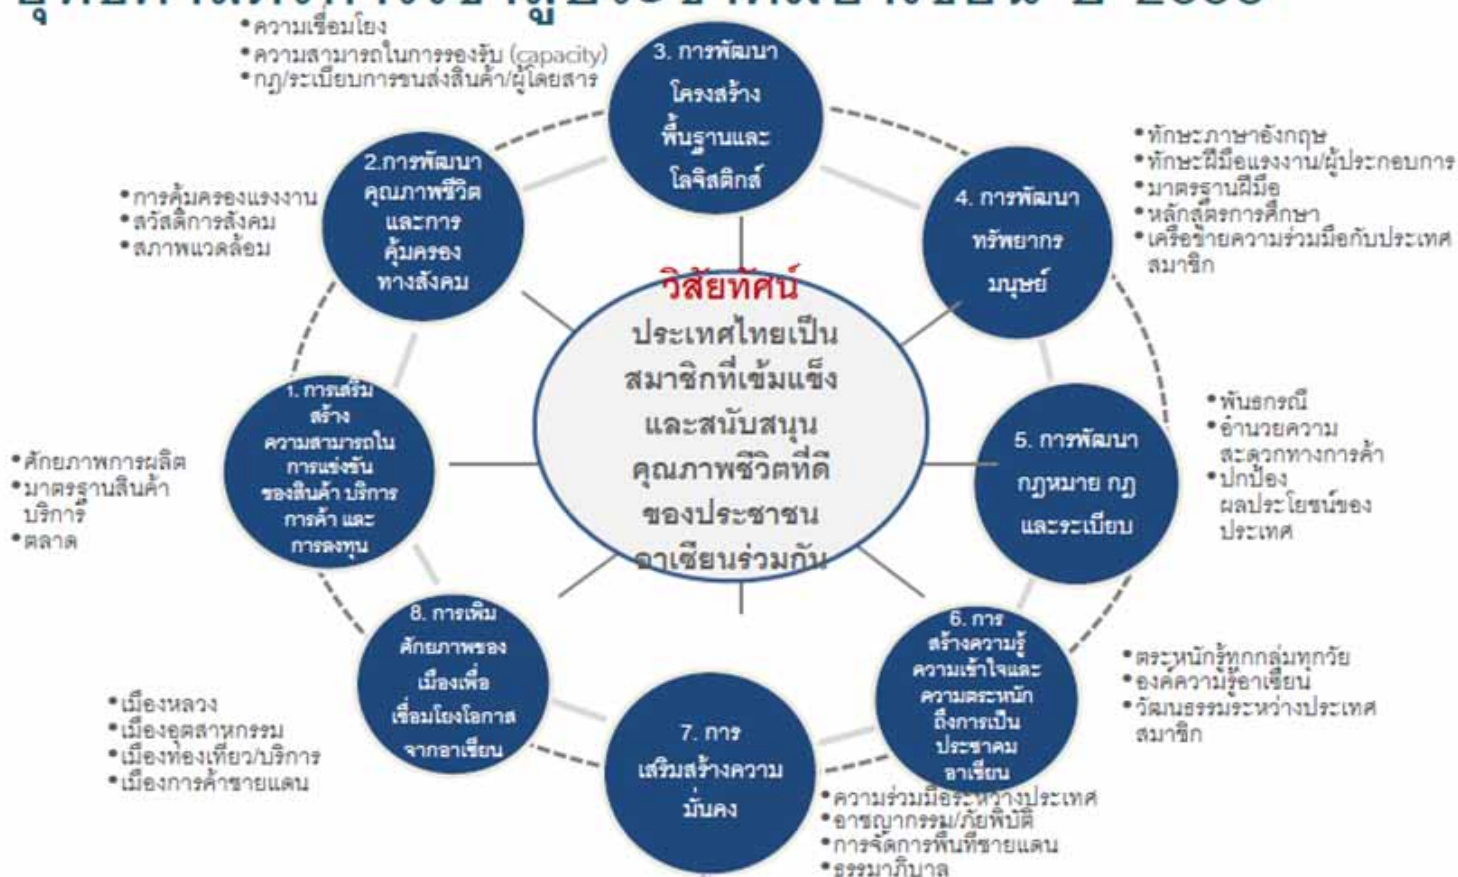 ความเชื่อมโยง
ความสามารถในการรองรับ (capacity)
กฎ/ระเบียบการขนส่งสินค้า/ผู้โดยสาร
3. การพัฒนา
โครงสร้าง
พื้นฐานและ
โลจิสติกส์
2.การพัฒนา
คุณภาพชีวิต
และการ
คุ้มครอง
ทางสังคม
การคุ้มครองแรงงาน
สวัสดิการสังคม
สภาพแวดล้อม
4. การพัฒนา
ทรัพยากร
มนุษย์
ทักษะภาษาอังกฤษ
ทักษะฝีมือแรงงาน/ผู้ประกอบการ
มาตรฐานฝีมือ
หลักสูตรการศึกษา
เครือข่ายความร่วมมือกับประเทศ
สมาชิก
วิสัยทัศน์
ประเทศไทยเป็น
สมาชิกที่เข้มแข็ง
และสนับสนุน
คุณภาพชีวิตที่ดี
ของประชาชน
อาเซียนร่วมกัน
1. การเสริม
สร้าง
ความสามารถใน
การแข่งขัน
ของสินค้า บริการ
การค้า และ
การลงทุน
ศักยภาพการผลิต
มาตรฐานสินค้า
บริการ
ตลาด
5. การพัฒนา
กฎหมาย กฎ
และระเบียบ
พันธกรณี
อำนวยความ
สะดวกทางการค้า
ปกป้อง
ผลประโยชน์ของ
ประเทศ
8. การเพิ่ม
ศักยภาพของ
เมืองเพื่อ
เชื่อมโยงโอกาส
จากอาเซียน
เมืองหลวง
เมืองอุตสาหกรรม
เมืองท่องเที่ยว/บริการ
เมืองการค้าชายแดน
6. การ
สร้างความรู้
ความเข้าใจและ
ความตระหนัก
ถึงการเป็น
ประชาคม
อาเซียน
ตระหนักรู้ทุกกลุ่มทุกวัย
องค์ความรู้อาเซียน
วัฒนธรรมระหว่างประเทศ
สมาชิก
7. การ
เสริมสร้างความ
มั่นคง
ความร่วมมือระหว่างประเทศ
อาชญากรรม/ภัยพิบัติ
การจัดการพื้นที่ชายแดน
ธรรมาภิบาล